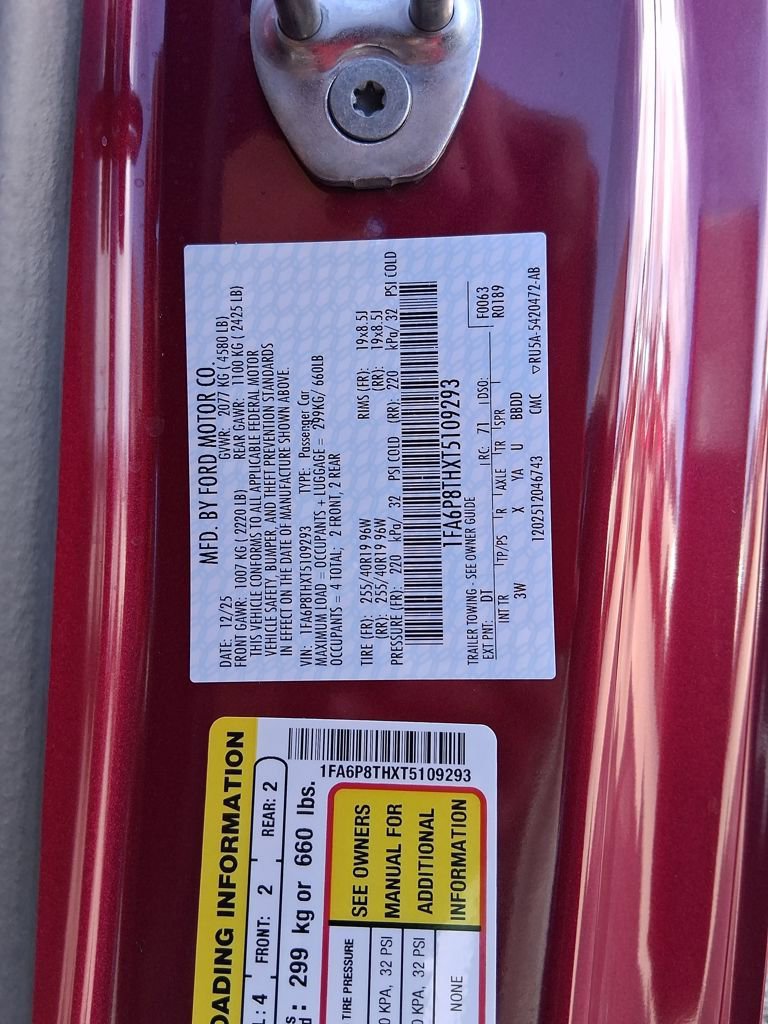 MFD. BY FORD MOTOR CO.
DATE: 12/25 GVWR: 2077 KG ( 4580 LB)
FRONT GAWR: 1007 KG ( 2220 LB) REAR GAWR: 1100 KG ( 2425 LB)
THIS VEHICLE CONFORMS TO ALL APPLICABLE FEDERAL MOTOR
VEHICLE SAFETY, BUMPER, AND THEFT PREVENTION STANDARDS
IN EFFECT ON THE DATE OF MANUFACTURE SHOWN ABOVE.
VIN: 1FA6P8THXT5109293 TYPE: Passenger Car
MAXIMUM LOAD = OCCUPANTS + LUGGAGE = 299KG/ 660LB
OCCUPANTS = 4 TOTAL; 2 FRONT, 2 REAR
TIRE (FR): 255/40R19 96W RIMS (FR): 19x8.5J
(RR): 255/40R19 96W (RR): 19x8.5J
PRESSURE (FR): 220 kPa/ 32 PSI COLD (RR): 220 kPa/ 32 PSI COLD
1FA6P8THXT5109293
TRAILER TOWING - SEE OWNER GUIDE
F0063
EXT PNT: DT RC: 71 DSO: R0189
INT TR TP/PS R AXLE TR SPR
3W X YA U BBDD
1202512046743 CMC ▽RU5A-5420472-AB
1FA6P8THXT5109293
OADING INFORMATION
L: 4 FRONT: 2 REAR: 2
: 299 kg or 660 lbs.
TIRE PRESSURE
0 KPA, 32 PSI
0 KPA, 32 PSI
NONE
SEE OWNERS
MANUAL FOR
ADDITIONAL
INFORMATION